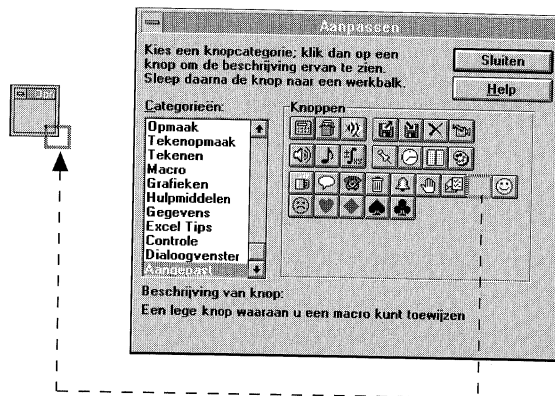 Aanpassen
Kies een knopcategorie; klik dan op een
knop om de beschrijving ervan te zien.
Sleep daarna de knop naar een werkbalk.
Sluiten
Help
Categorieën:
Knoppen
Opmaak
Tekenopmaak
Tekenen
Macro
Grafieken
Hulpmiddelen
Gegevens
Excel Tips
Controle
Dialoogvenster
Aangepast
Beschrijving van knop:
Een lege knop waaraan u een macro kunt toewijzen